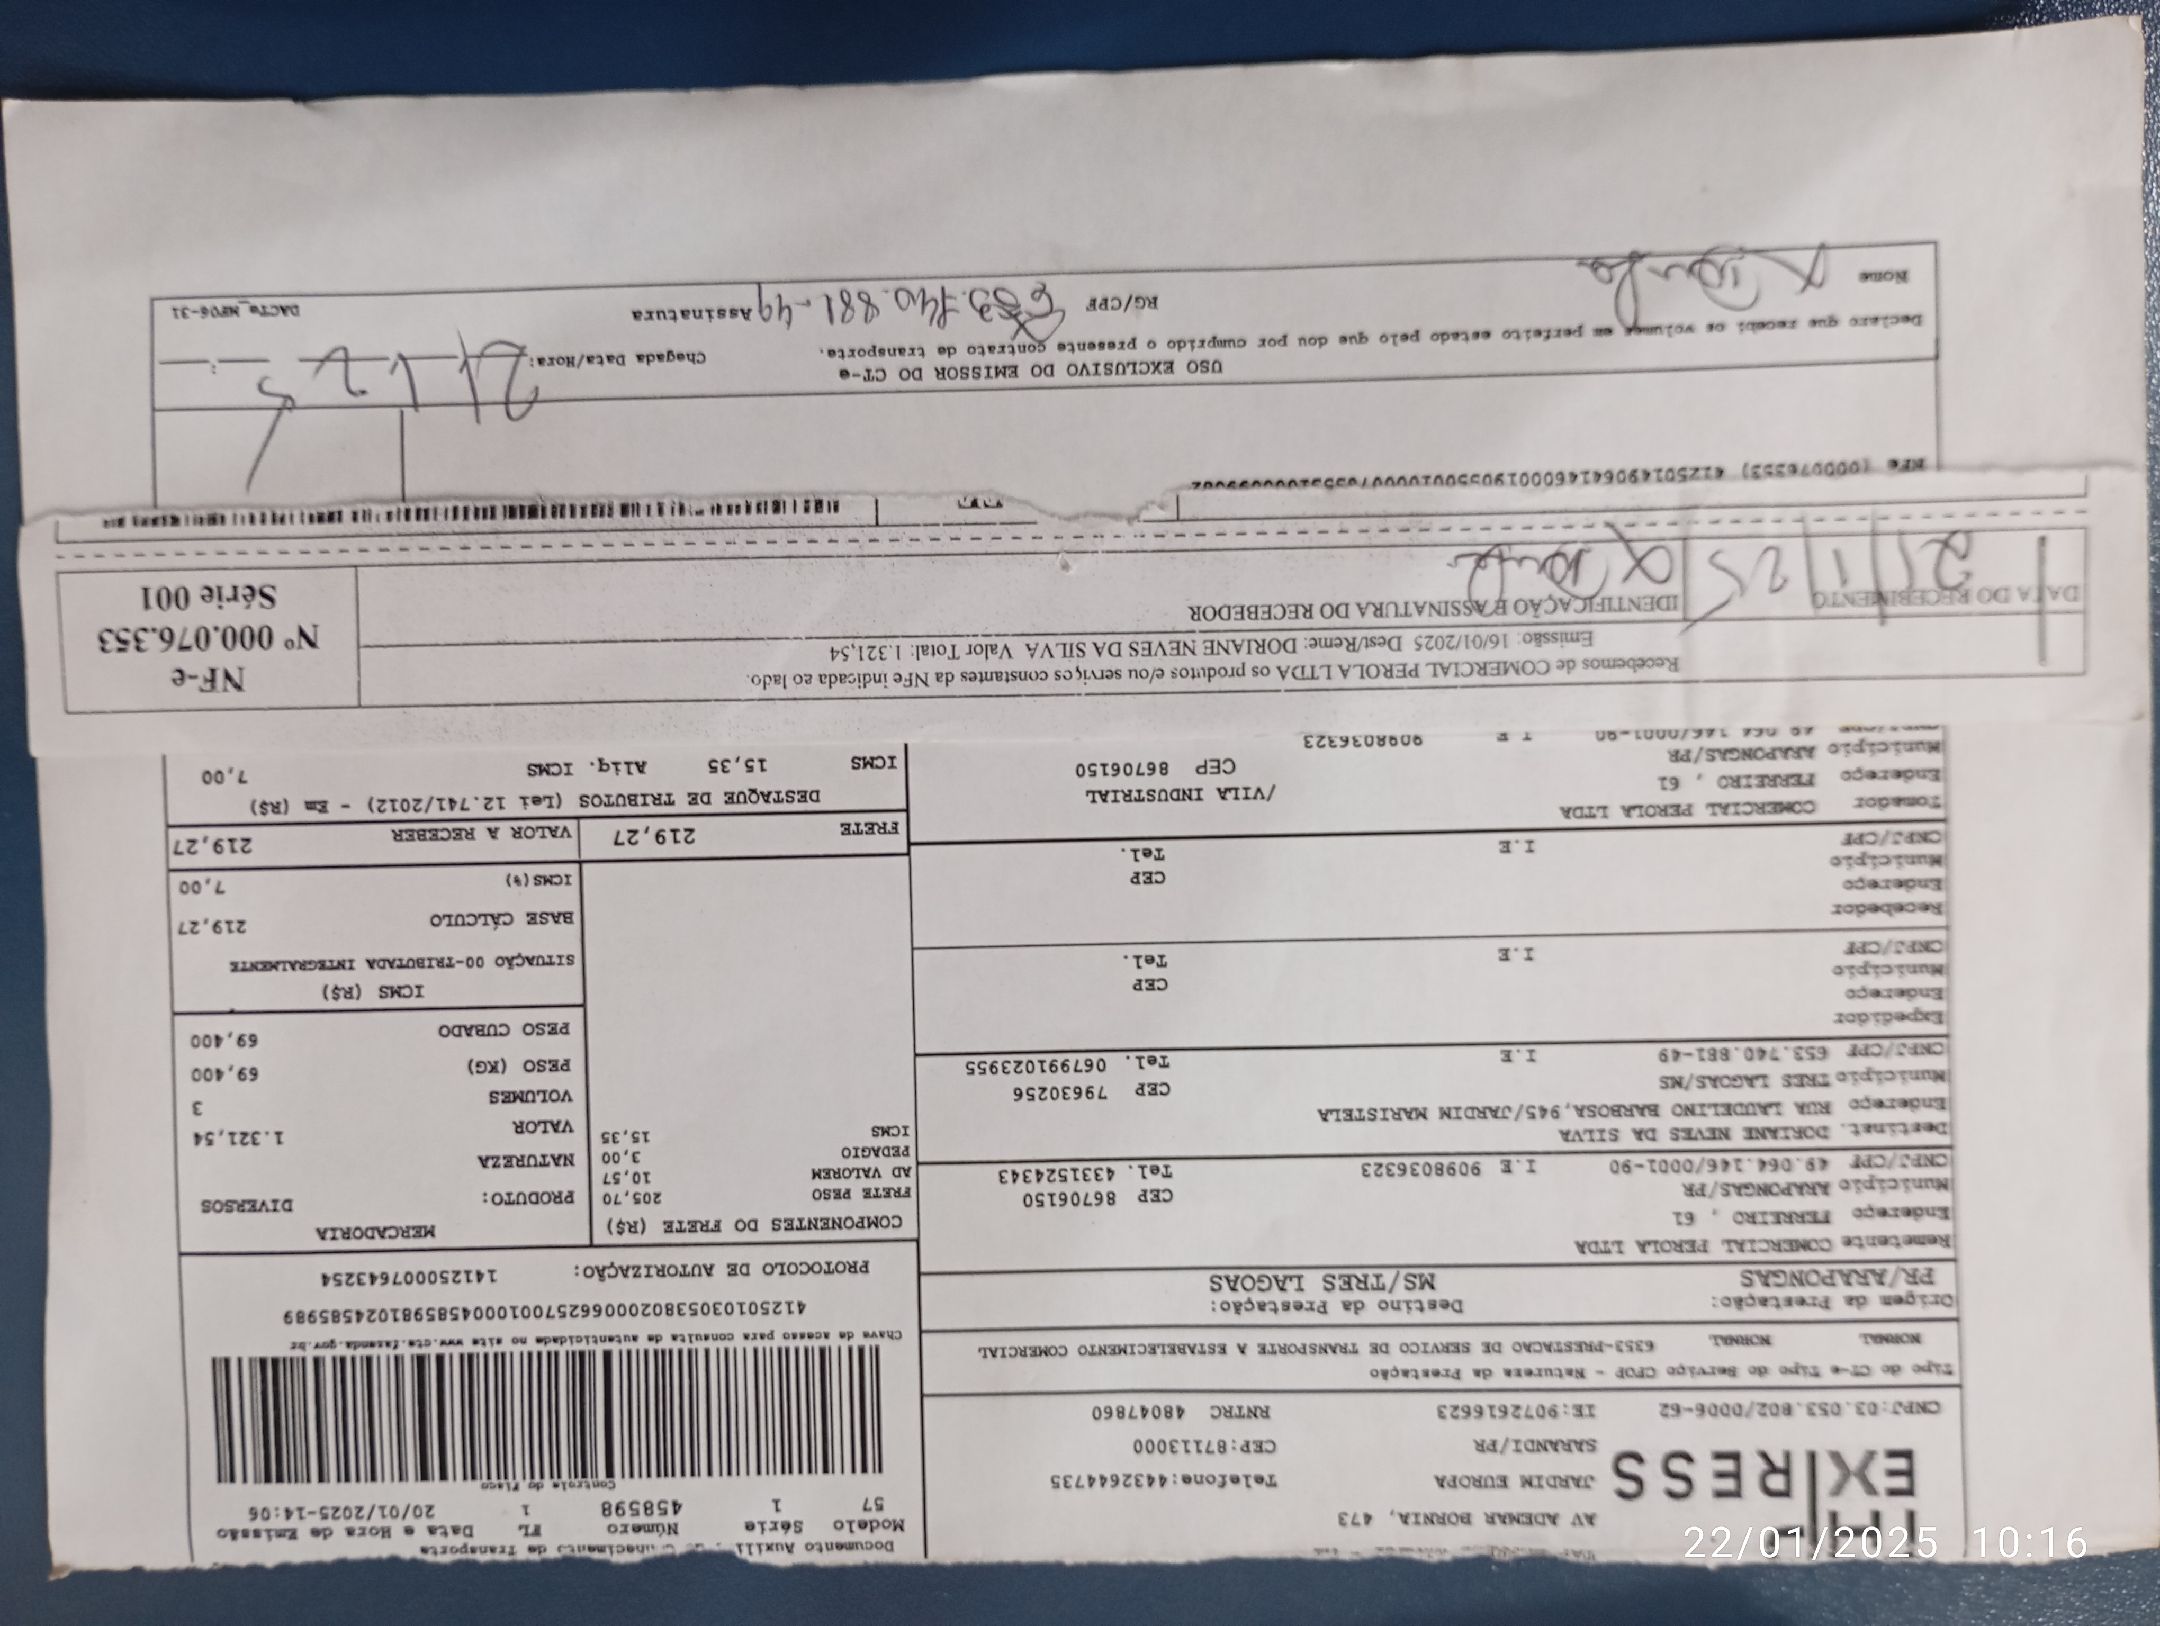 Documento
Transporte
Modelo Série Número FL Data e Hora de Emissão
57 1 458598 1 20/01/2025-14:06
Controle do Fisco
EX RESS
AV ADEMAR BORNIA, 473
JARDIM EUROPA Telefone:4432644735
SARANDI/PR CEP:87113000
CNPJ:03.053.802/0006-62 IE:9072616623 RNTRC 48047860
Chave de acesso para consulta de autenticidade no site www.cte.fazenda.gov.br
41250103053802000662570010004585981024585989
PROTOCOLO DE AUTORIZAÇÃO: 141250007643254
Tipo do CT-e Tipo do Serviço CFOP - Natureza da Prestação
NORMAL NORMAL 6353-PRESTACAO DE SERVICO DE TRANSPORTE A ESTABELECIMENTO COMERCIAL
Origem da Prestação: Destino da Prestação:
PR/ARAPONGAS MS/TRES LAGOAS
Remetente COMERCIAL PEROLA LTDA
Endereço FERREIRO , 61
Município ARAPONGAS/PR CEP 86706150
CNPJ/CPF 49.064.146/0001-90 I.E 9098036323 Tel. 4331524343
Destinat. DORIANE NEVES DA SILVA
Endereço RUA LAUDELINO BARBOSA,945/JARDIM MARISTELA
Município TRES LAGOAS/MS CEP 79630256
CNPJ/CPF 653.740.881-49 I.E Tel. 067991023955
Expedidor
Endereço
Município CEP
CNPJ/CPF I.E Tel.
Recebedor
Endereço
Município CEP
CNPJ/CPF I.E Tel.
Tomador COMERCIAL PEROLA LTDA
Endereço FERREIRO , 61 /VILA INDUSTRIAL
Município ARAPONGAS/PR CEP 86706150
49.064.146/0001-90 I.E 9098036323
COMPONENTES DO FRETE (R$)
FRETE PESO 205,70
AD VALOREM 10,57
PEDAGIO 3,00
ICMS 15,35
MERCADORIA
PRODUTO: DIVERSOS
NATUREZA
VALOR 1.321,54
VOLUMES 3
PESO (KG) 69,400
PESO CUBADO 69,400
ICMS (R$)
SITUAÇÃO 00-TRIBUTADA INTEGRALMENTE
BASE CÁLCULO 219,27
ICMS(%) 7,00
FRETE 219,27 VALOR A RECEBER 219,27
DESTAQUE DE TRIBUTOS (Lei 12.741/2012) - Em (R$)
ICMS 15,35 Aliq. ICMS 7,00
Recebemos de COMERCIAL PEROLA LTDA os produtos e/ou serviços constantes da NFe indicada ao lado.
Emissão: 16/01/2025 Dest/Reme: DORIANE NEVES DA SILVA Valor Total: 1.321,54
DATA DO RECEBIMENTO
21/1/25
IDENTIFICAÇÃO E ASSINATURA DO RECEBEDOR
X
NF-e
Nº 000.076.353
Série 001
NFe (000076353)
USO EXCLUSIVO DO EMISSOR DO CT-e
Declaro que recebi os volumes em perfeito estado pelo que dou por cumprido o presente contrato de transporte.
Chegada Data/Hora: 21 1 25
Nome X
RG/CPF 653.740.881-49 Assinatura
DACTe_MP06-31
22/01/2025 10:16